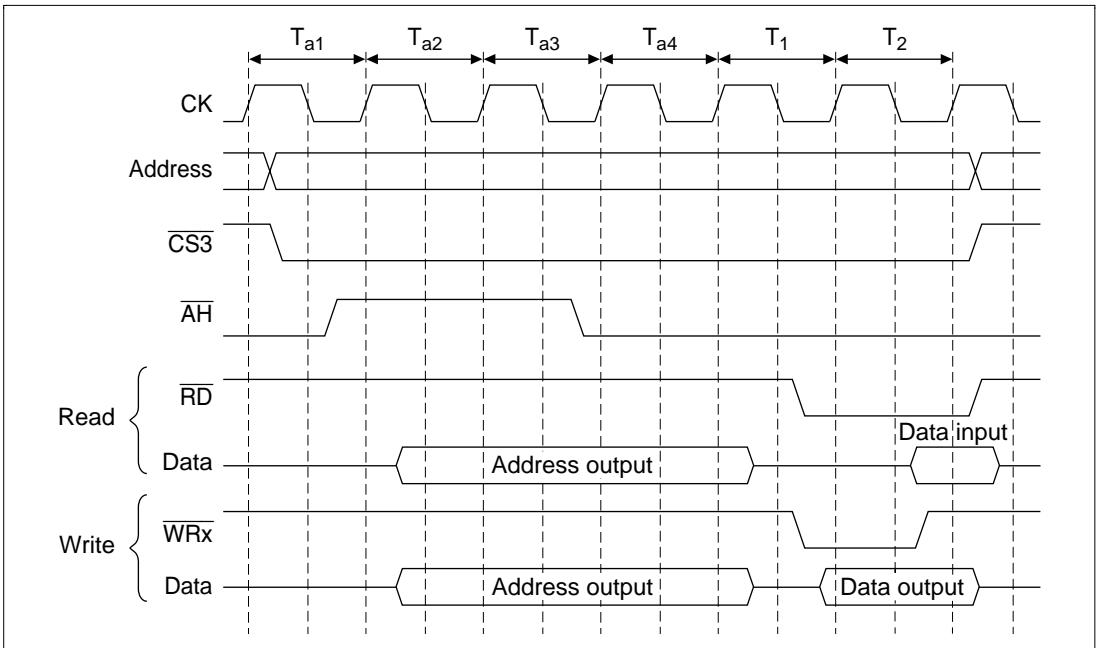 Ta1 Ta2 Ta3 Ta4 T1 T2
CK
Address
CS3
AH
RD
Read
Data input
Data Address output
WRx
Write
Data Address output Data output